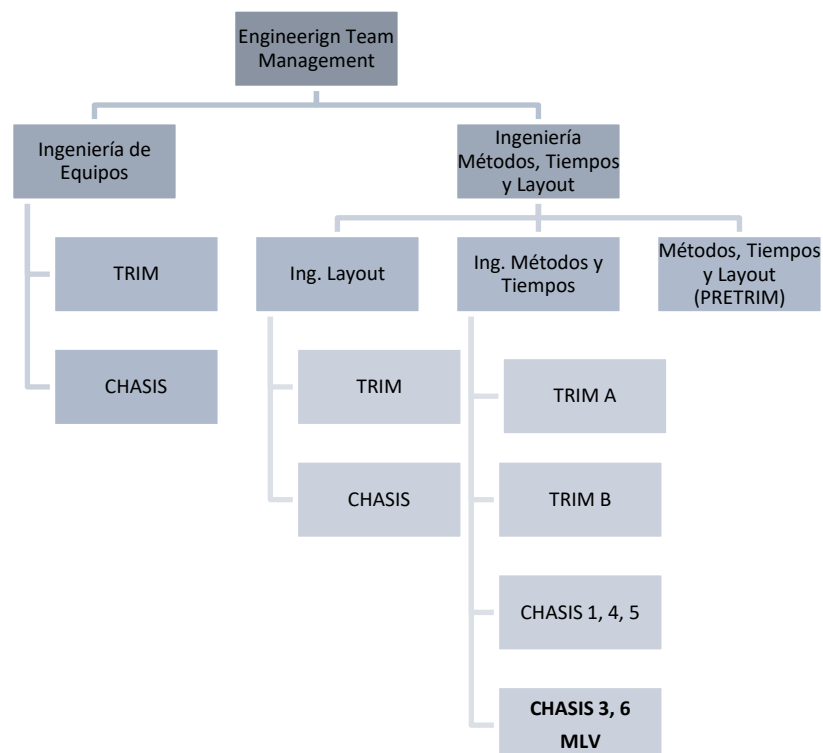 Engineerign Team
Management
Ingeniería de
Equipos
Ingeniería
Métodos, Tiempos
y Layout
TRIM
CHASIS
Ing. Layout
Ing. Métodos y
Tiempos
Métodos, Tiempos
y Layout
(PRETRIM)
TRIM
CHASIS
TRIM A
TRIM B
CHASIS 1, 4, 5
CHASIS 3, 6
MLV